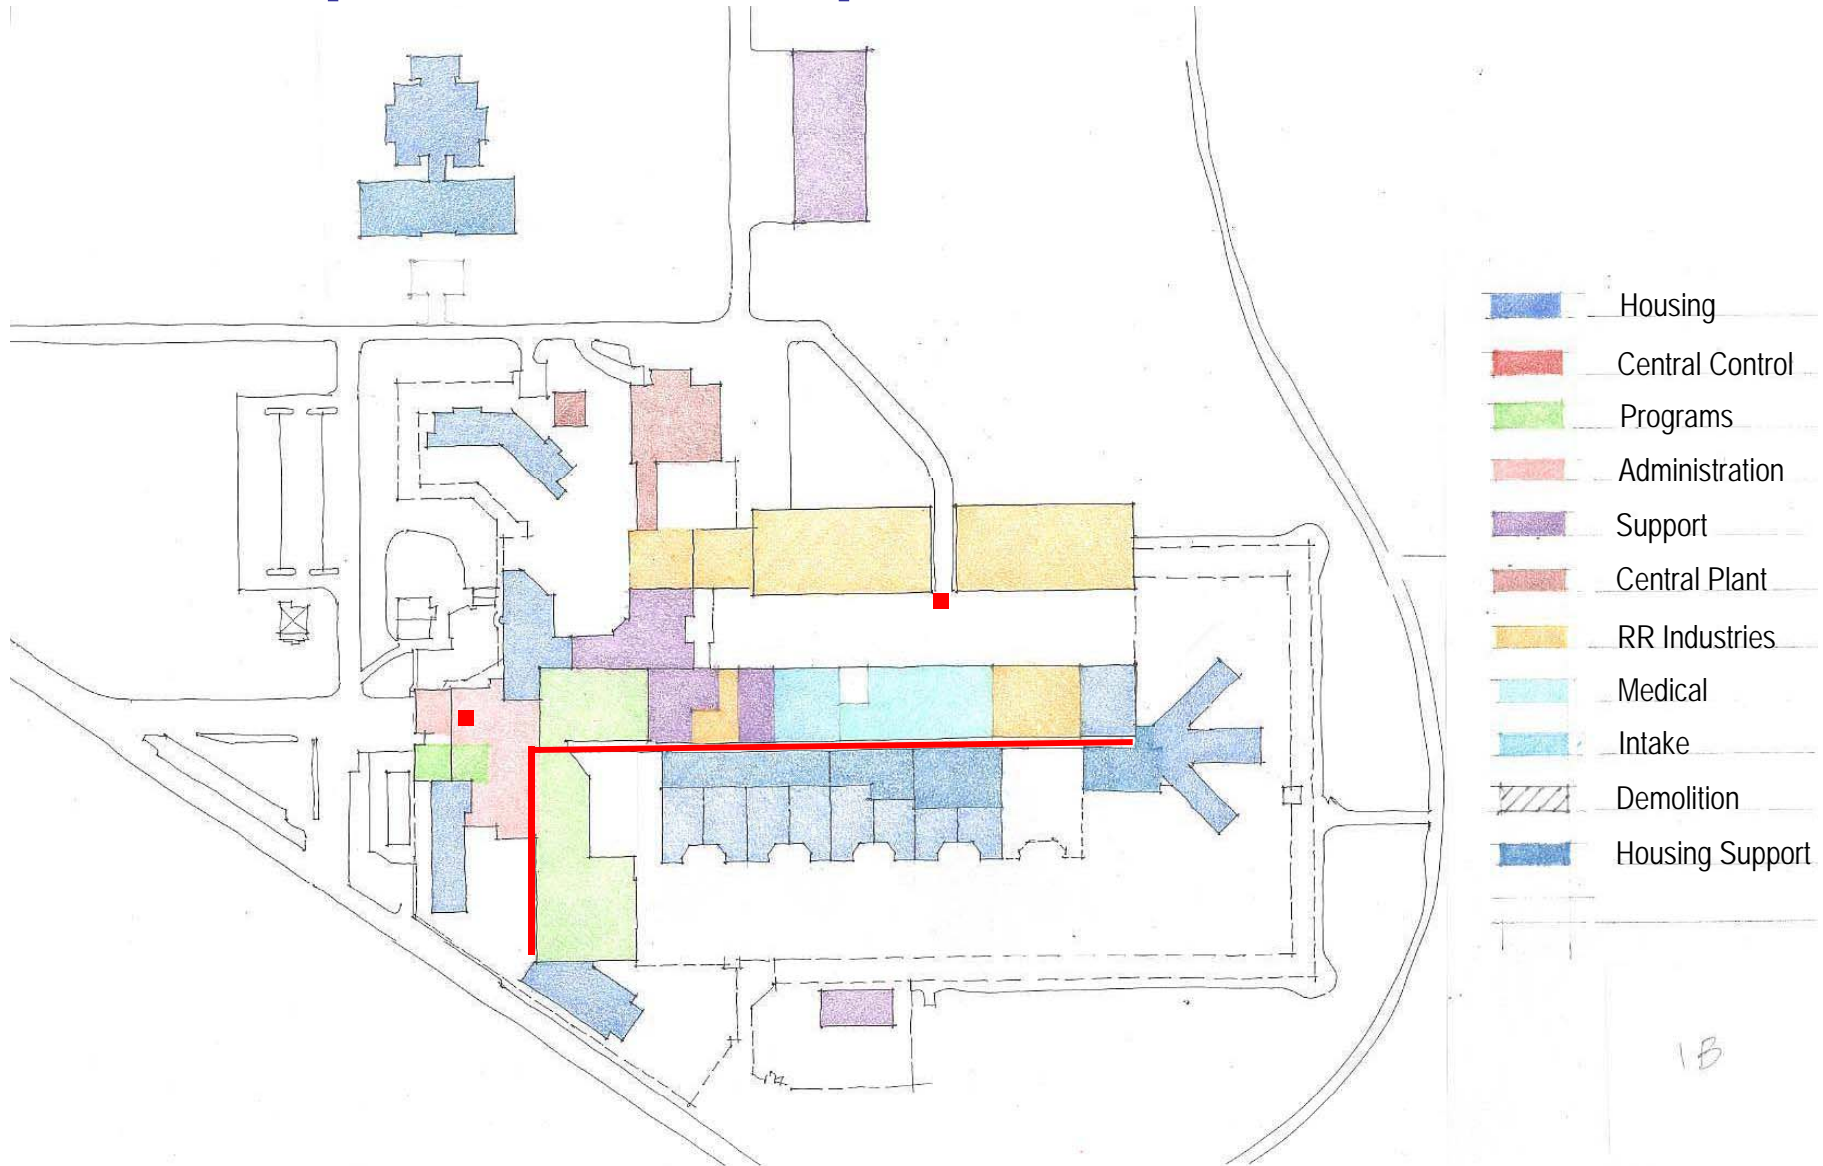 Housing
Central Control
Programs
Administration
Support
Central Plant
RR Industries
Medical
Intake
Demolition
Housing Support
1B